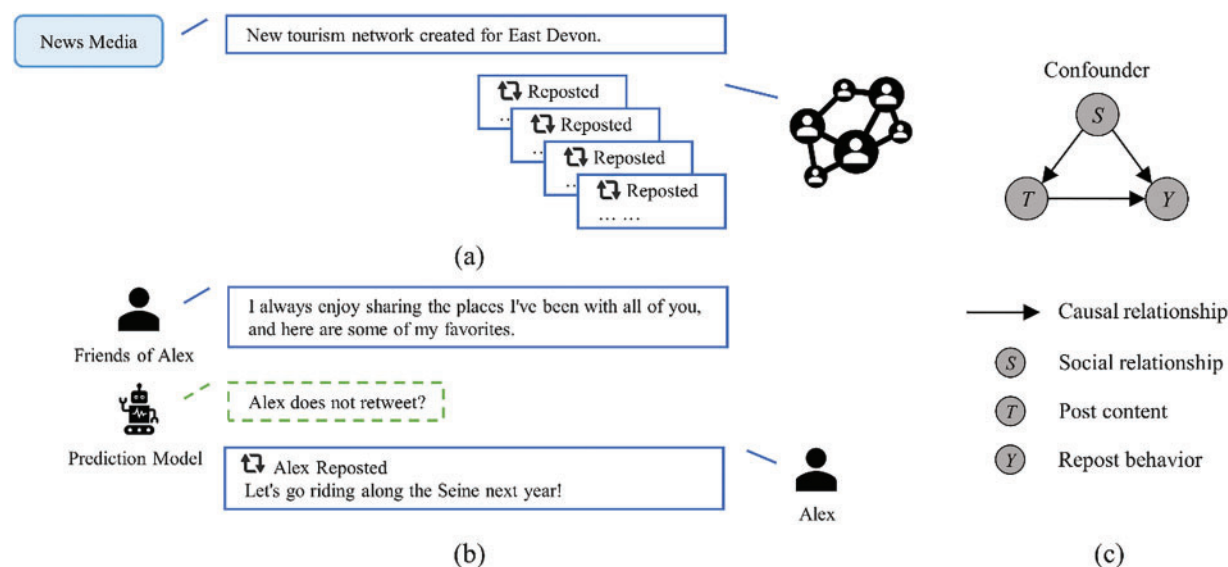 News Media
New tourism network created for East Devon.
Reposted
..
Reposted
..
Reposted
..
Reposted
... ...
(a)
Friends of Alex
I always enjoy sharing the places I've been with all of you,
and here are some of my favorites.
Prediction Model
Alex does not retweet?
Alex Reposted
Let's go riding along the Seine next year!
Alex
(b)
Confounder
S
T
Y
Causal relationship
S Social relationship
T Post content
Y Repost behavior
(c)